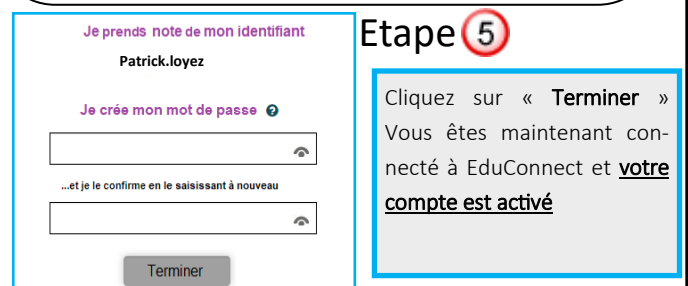 Je prends note de mon identifiant
Patrick.loyez
Je crée mon mot de passe ?
...et je le confirme en le saisissant à nouveau
Terminer
Etape 5
Cliquez sur « Terminer »
Vous êtes maintenant con-
necté à EduConnect et votre
compte est activé